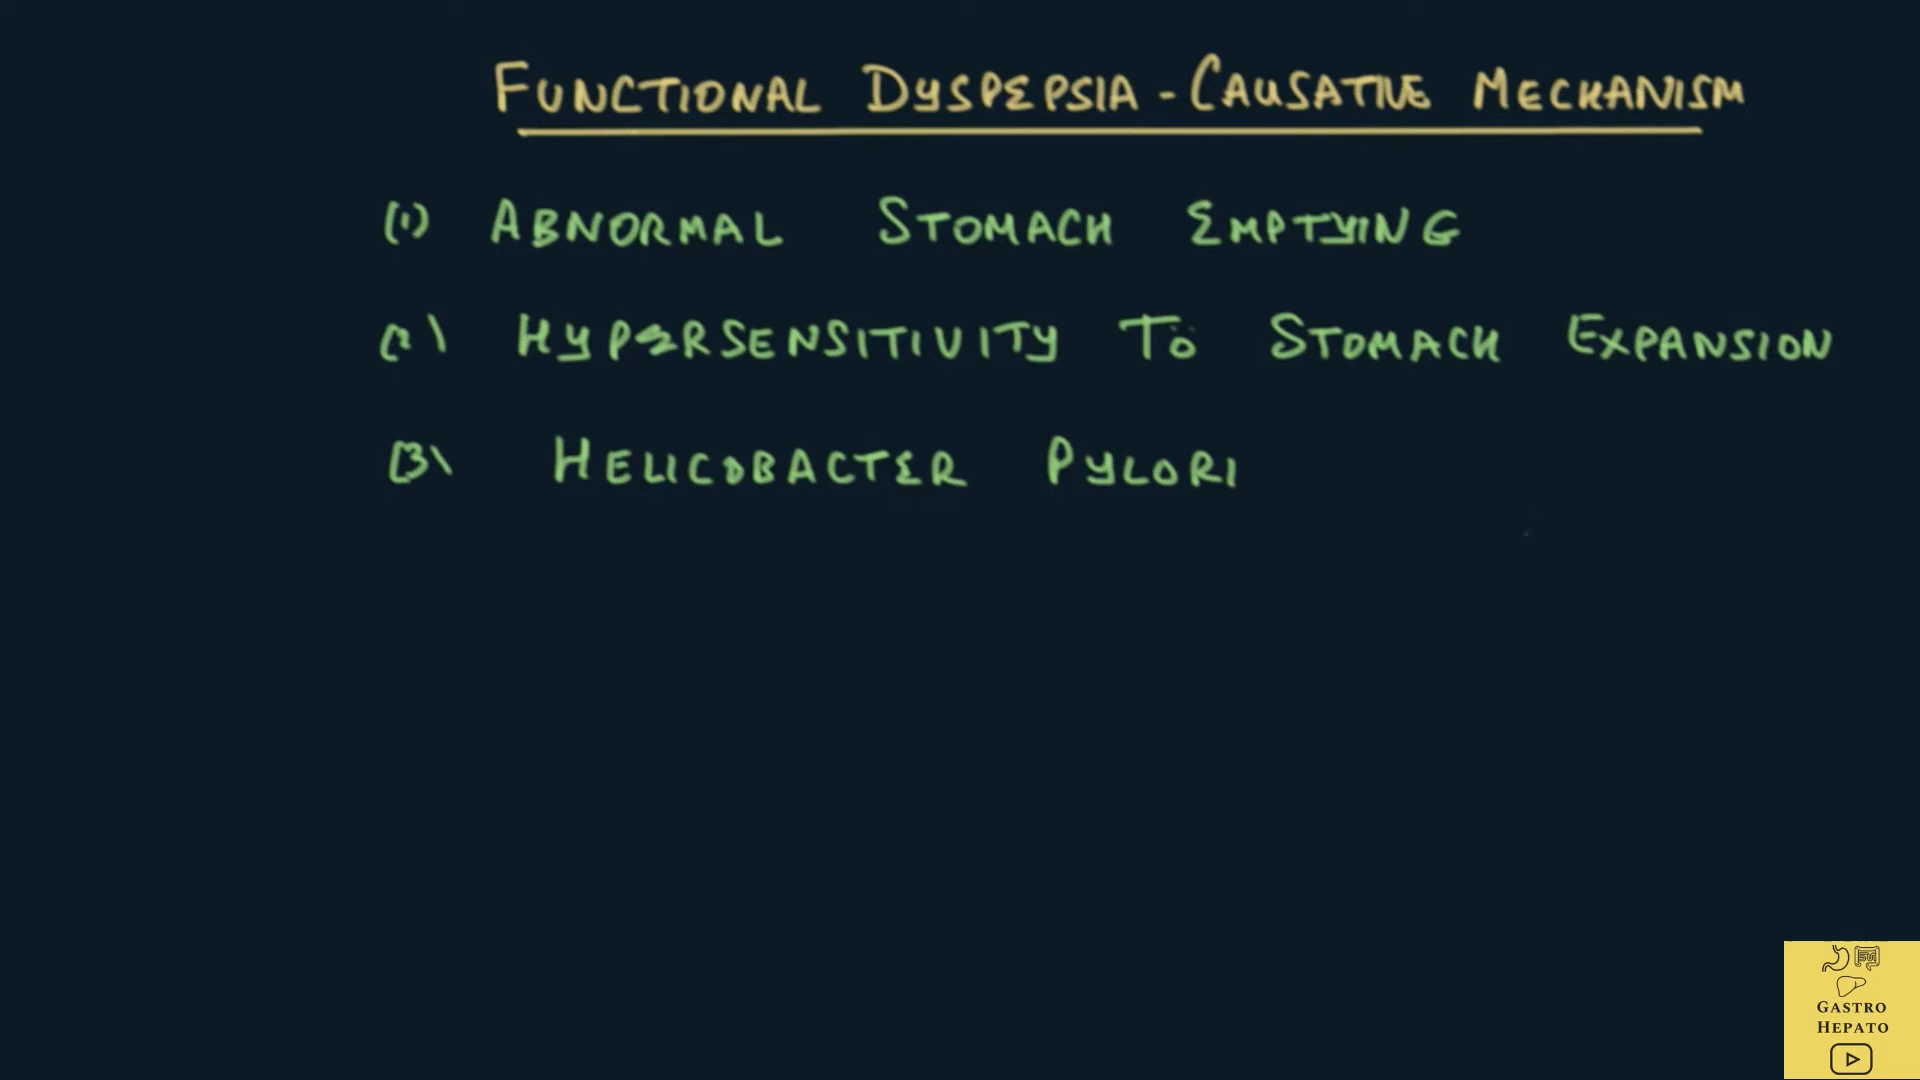 FUNCTIONAL DYSPEPSIA - CAUSATIVE MECHANISM
(1) ABNORMAL STOMACH EMPTYING
(2) HYPERSENSITIVITY TO STOMACH EXPANSION
(3) HELICOBACTER PYLORI
GASTRO
HEPATO